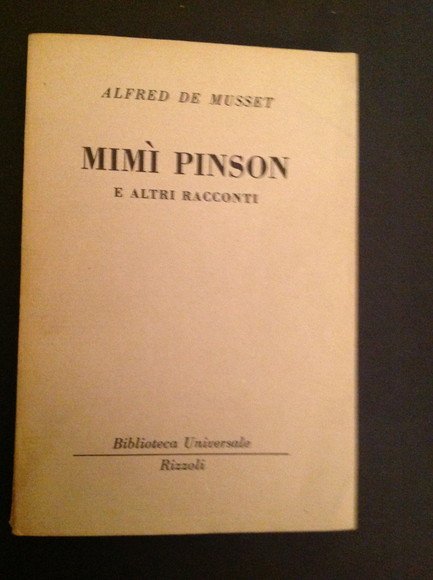 ALFRED DE MUSSET
MIMÌ PINSON
E ALTRI RACCONTI
Biblioteca Universale
Rizzoli